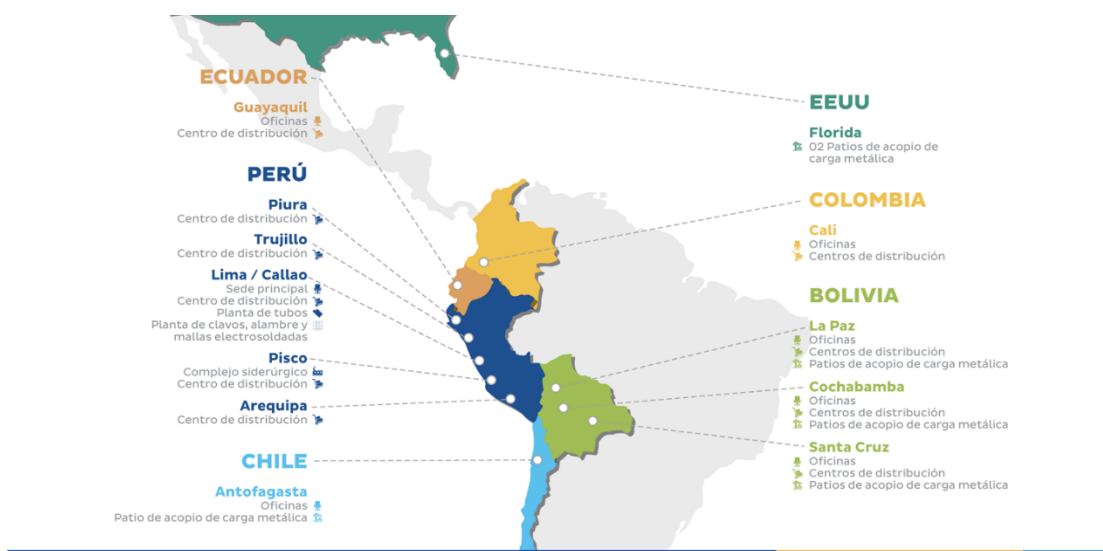 ECUADOR
Guayaquil
Oficinas
Centro de distribución
PERÚ
Piura
Centro de distribución
Trujillo
Centro de distribución
Lima / Callao
Sede principal
Centro de distribución
Planta de tubos
Planta de clavos, alambre y
mallas electrosoldadas
Pisco
Complejo siderúrgico
Centro de distribución
Arequipa
Centro de distribución
CHILE
Antofagasta
Oficinas
Patio de acopio de carga metálica
EEUU
Florida
02 Patios de acopio de
carga metálica
COLOMBIA
Cali
Oficinas
Centros de distribución
BOLIVIA
La Paz
Oficinas
Centros de distribución
Patios de acopio de carga metálica
Cochabamba
Oficinas
Centros de distribución
Patios de acopio de carga metálica
Santa Cruz
Oficinas
Centros de distribución
Patios de acopio de carga metálica